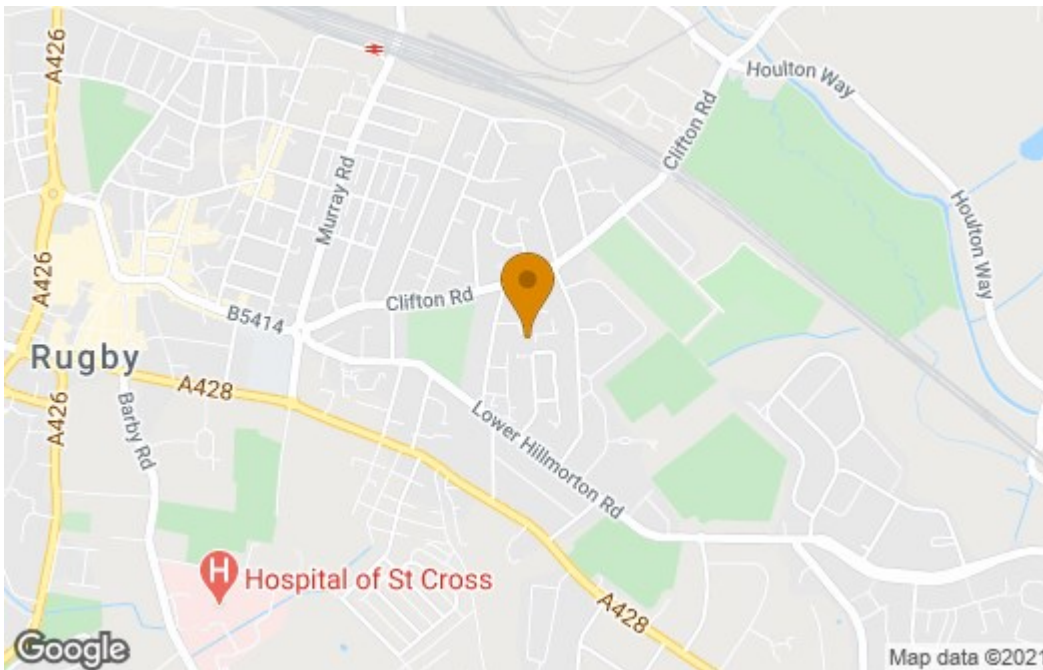 A426
Houlton Way
Clifton Rd
Murray Rd
Houlton Way
A426
Clifton Rd
B5414
Rugby
A428
A426
Barby Rd
Lower Hillmorton Rd
H
Hospital of St Cross
A428
Google
Map data ©2021